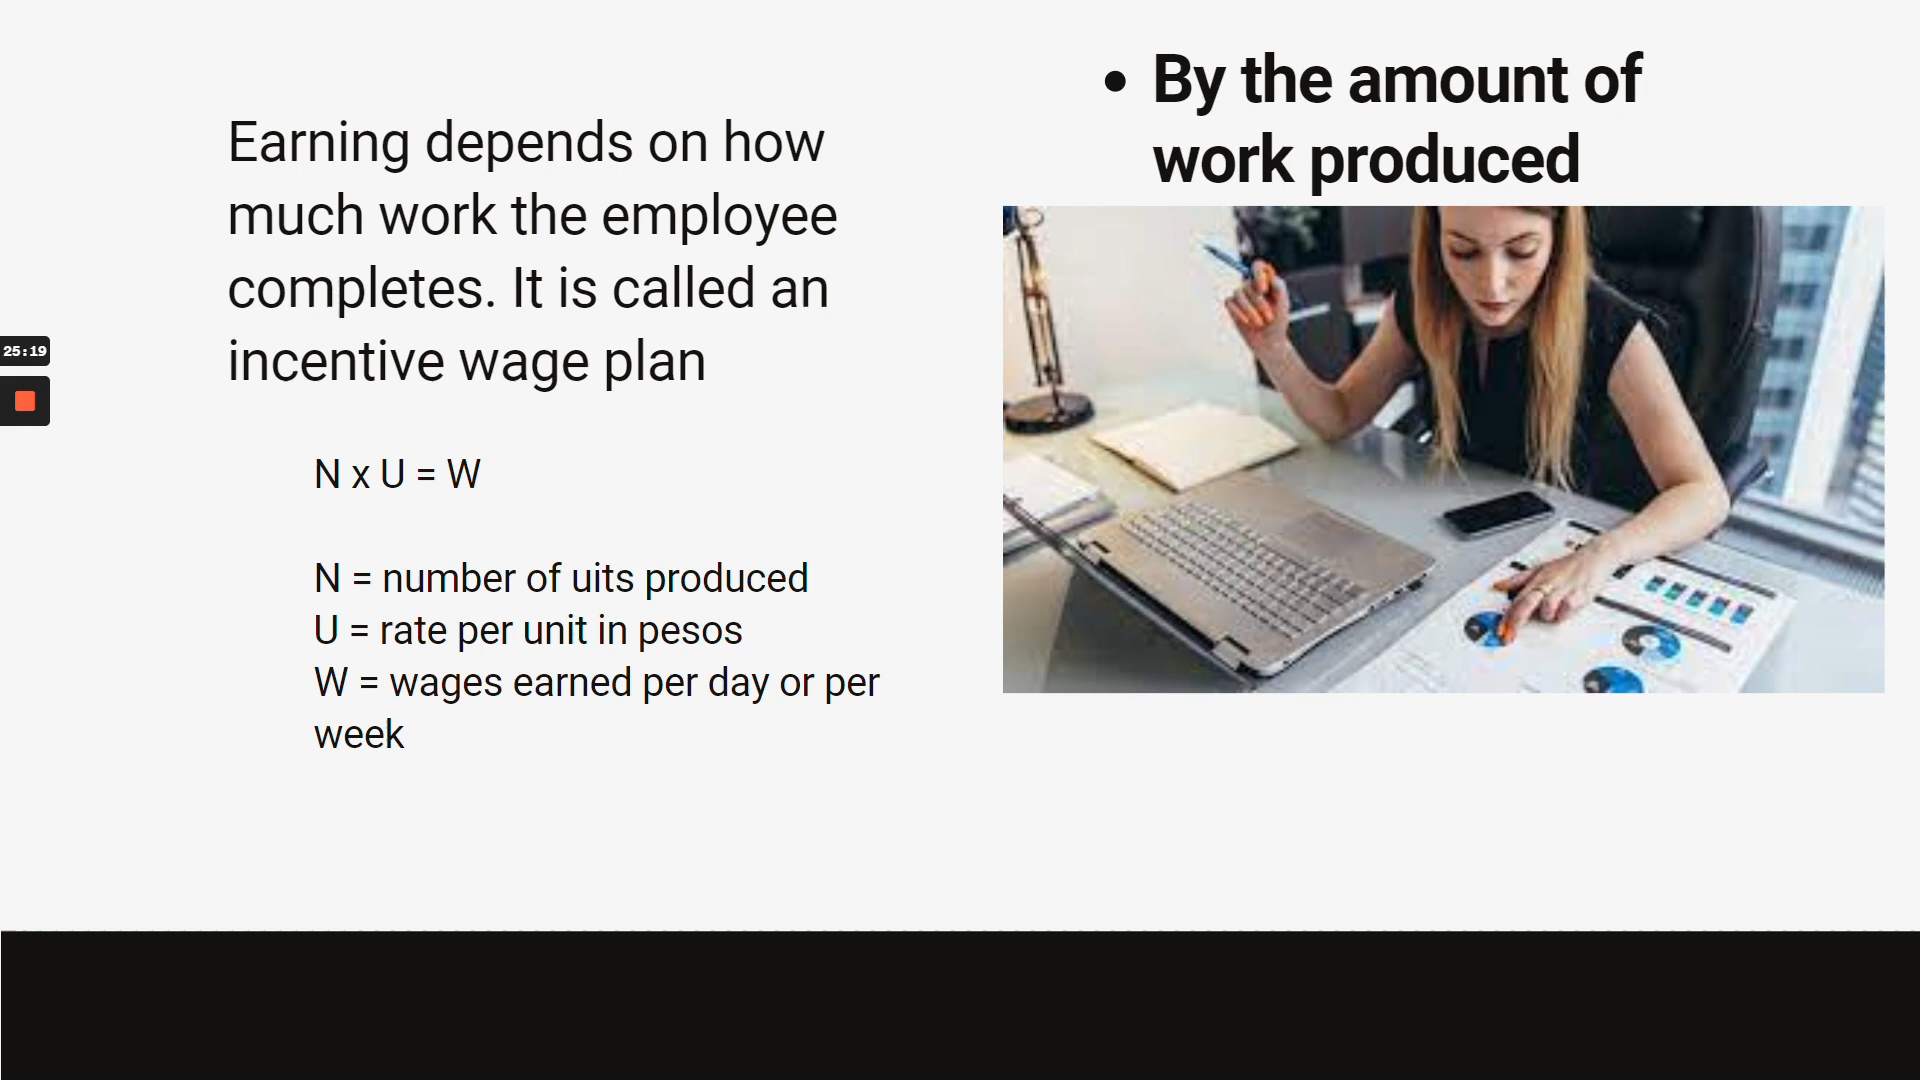 • By the amount of
work produced
Earning depends on how
much work the employee
completes. It is called an
incentive wage plan
25:19
N x U = W
N = number of uits produced
U = rate per unit in pesos
W = wages earned per day or per
week